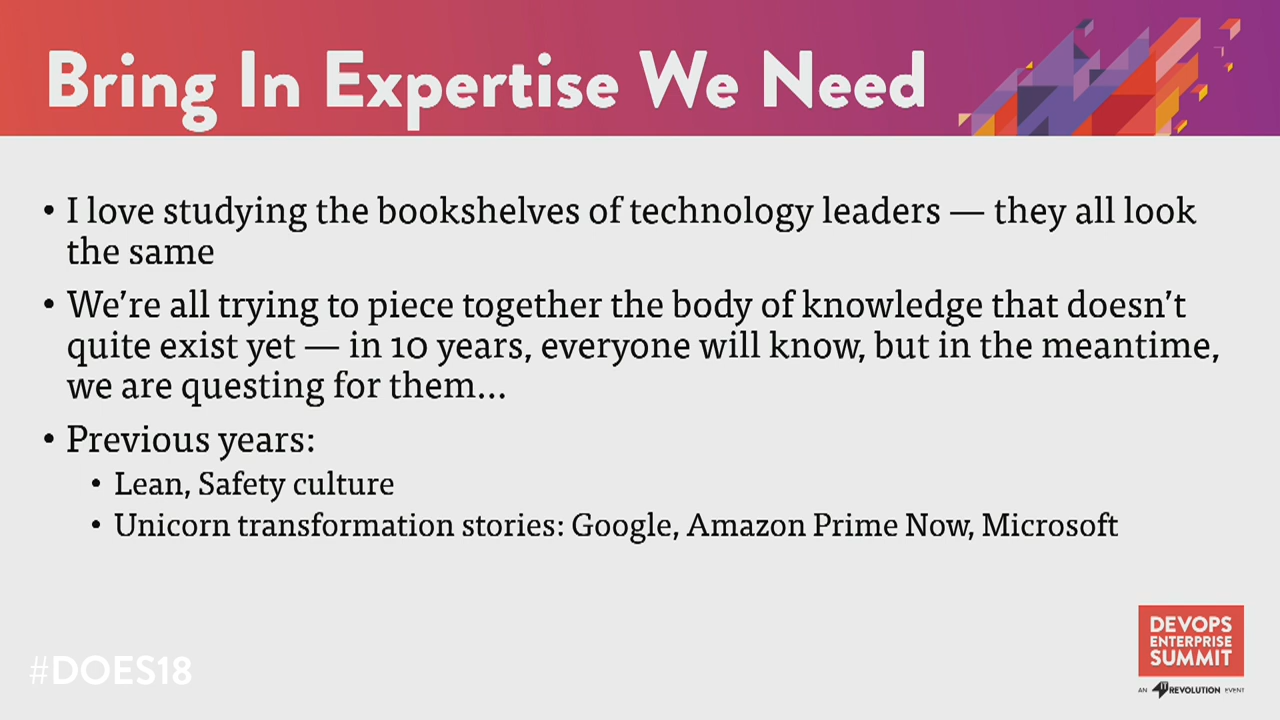 Bring In Expertise We Need
• I love studying the bookshelves of technology leaders — they all look
the same
• We’re all trying to piece together the body of knowledge that doesn’t
quite exist yet — in 10 years, everyone will know, but in the meantime,
we are questing for them...
• Previous years:
• Lean, Safety culture
• Unicorn transformation stories: Google, Amazon Prime Now, Microsoft
#DOES18
DEVOPS
ENTERPRISE
SUMMIT
AN IT REVOLUTION EVENT